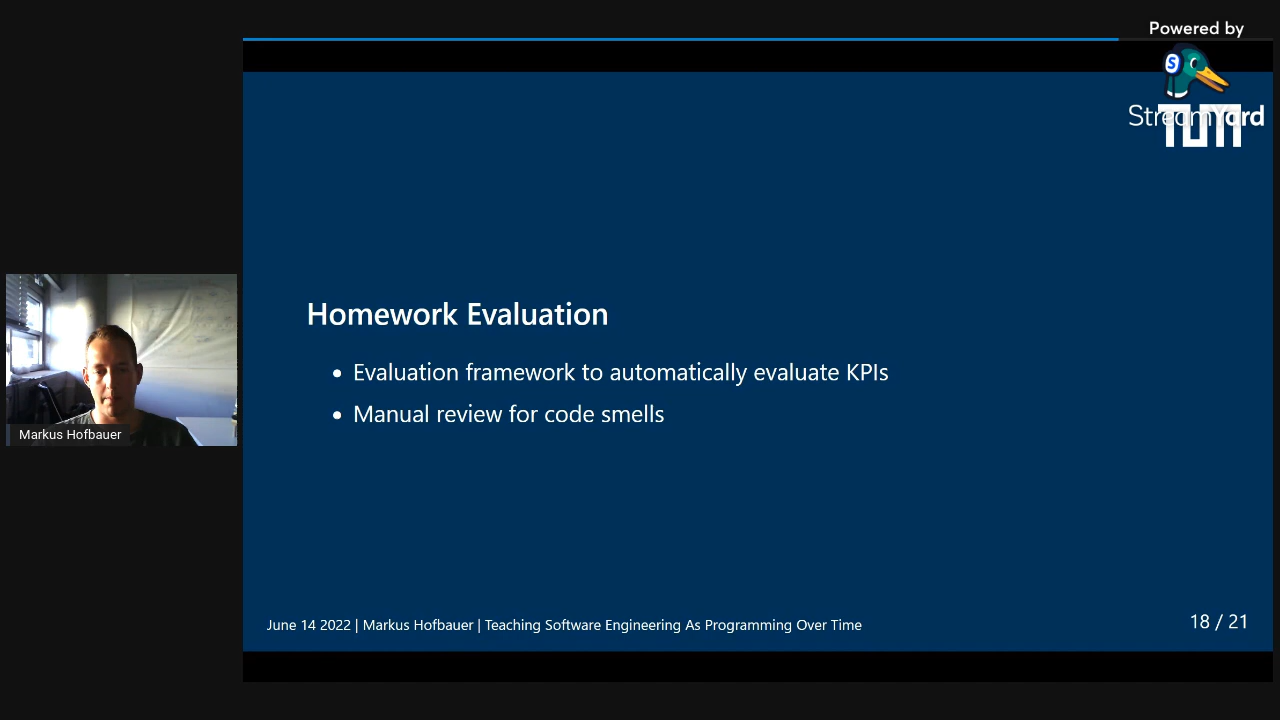 Powered by
S
StreamYard
TUM
Homework Evaluation
• Evaluation framework to automatically evaluate KPIs
• Manual review for code smells
Markus Hofbauer
June 14 2022 | Markus Hofbauer | Teaching Software Engineering As Programming Over Time
18 / 21